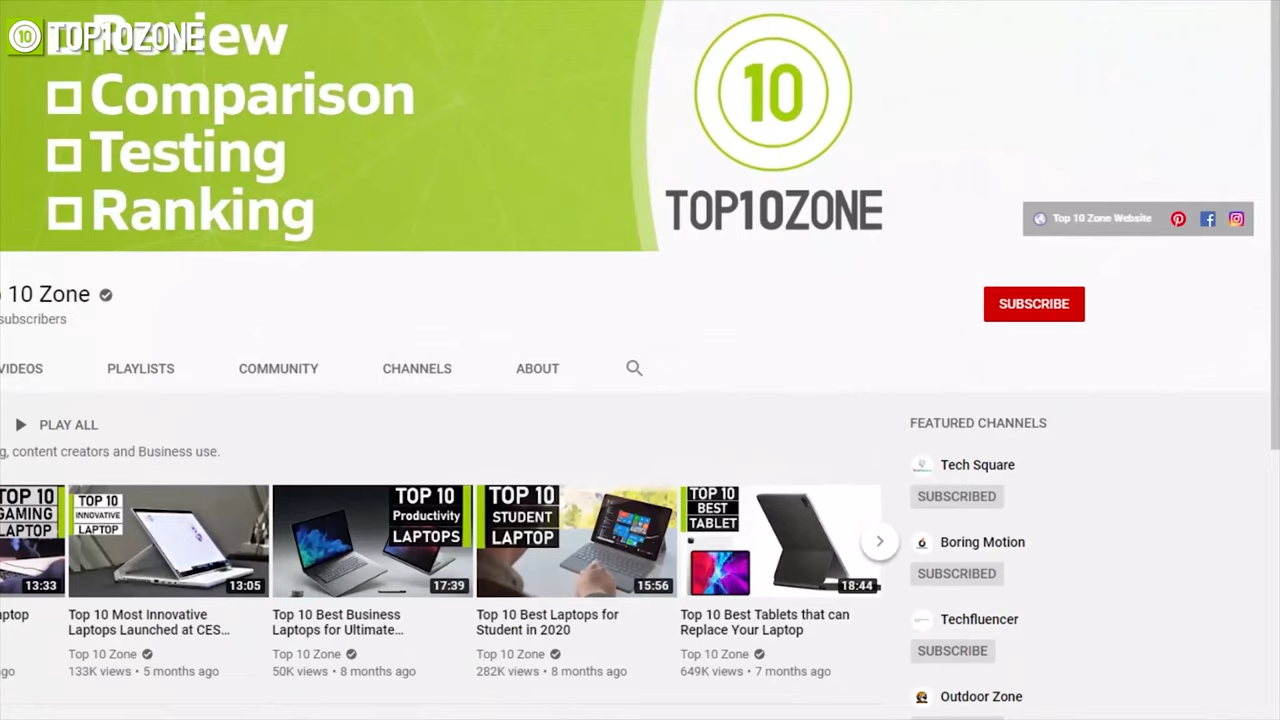 10
TOP10ZONE
Review
Comparison
Testing
Ranking
10
TOP10ZONE
Top 10 Zone Website
10 Zone
subscribers
SUBSCRIBE
VIDEOS
PLAYLISTS
COMMUNITY
CHANNELS
ABOUT
PLAY ALL
g, content creators and Business use.
TOP 10
GAMING
LAPTOP
13:33
TOP 10
INNOVATIVE
LAPTOP
13:05
TOP 10
Productivity
LAPTOPS
17:39
TOP 10
STUDENT
LAPTOP
15:56
TOP 10
BEST
TABLET
18:44
aptop
ago
Top 10 Most Innovative
Laptops Launched at CES...
Top 10 Zone
133K views • 5 months ago
Top 10 Best Business
Laptops for Ultimate...
Top 10 Zone
50K views • 8 months ago
Top 10 Best Laptops for
Student in 2020
Top 10 Zone
282K views • 8 months ago
Top 10 Best Tablets that can
Replace Your Laptop
Top 10 Zone
649K views • 7 months ago
FEATURED CHANNELS
Tech Square
SUBSCRIBED
Boring Motion
SUBSCRIBED
Techfluencer
SUBSCRIBE
Outdoor Zone